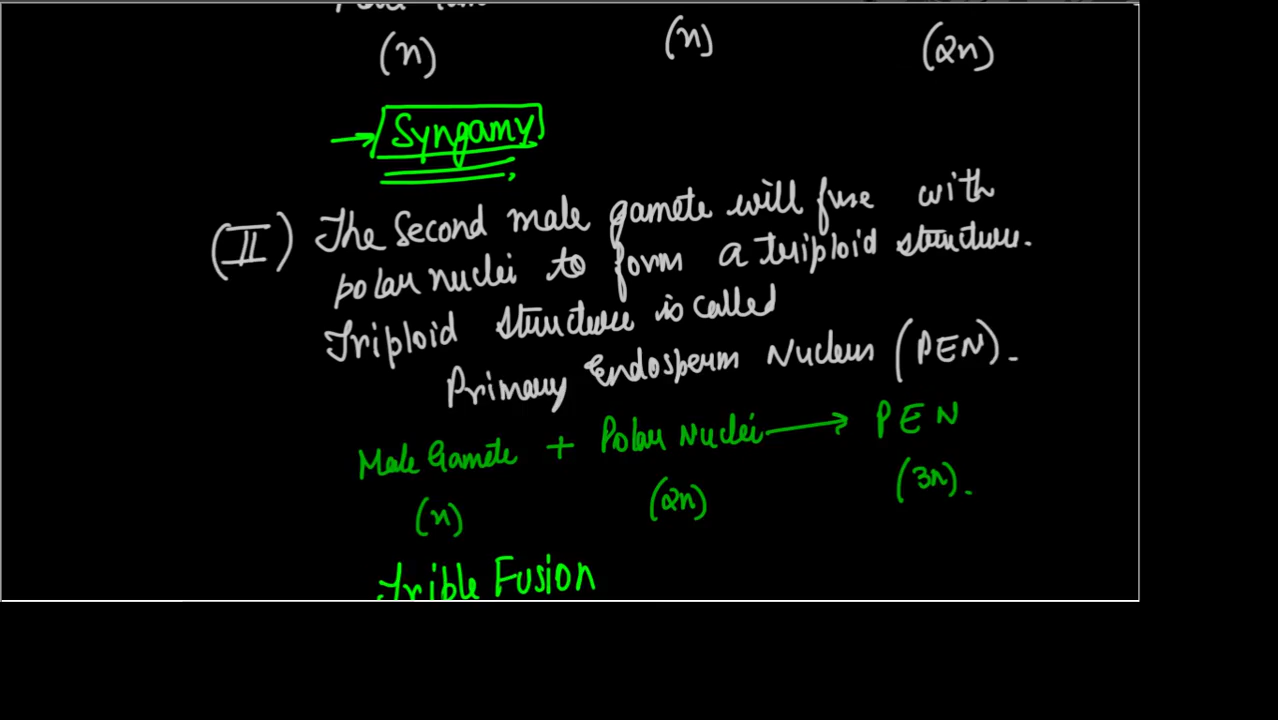 (n) (n) (2n)
→ Syngamy
(II) The Second male gamete will fuse with
polar nuclei to form a triploid structure.
Triploid structure is called
Primary Endosperm Nucleus (PEN).
Male Gamete + Polar Nuclei → PEN
(n) (2n) (3n).
Trible Fusion